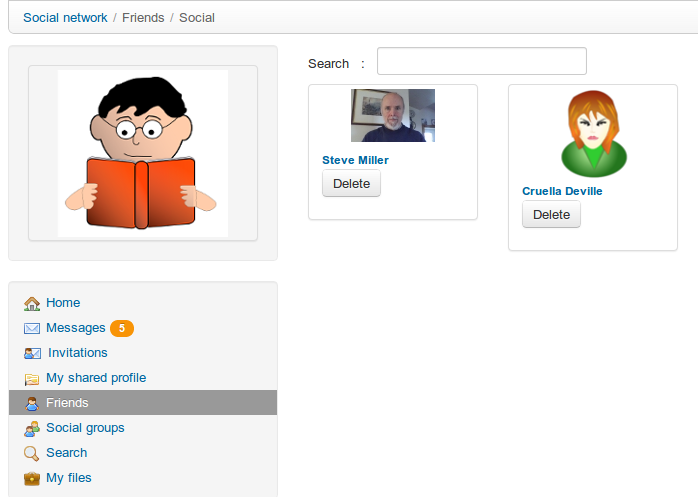 Social network / Friends / Social
Search :
Steve Miller
Delete
Cruella Deville
Delete
Home
Messages 5
Invitations
My shared profile
Friends
Social groups
Search
My files